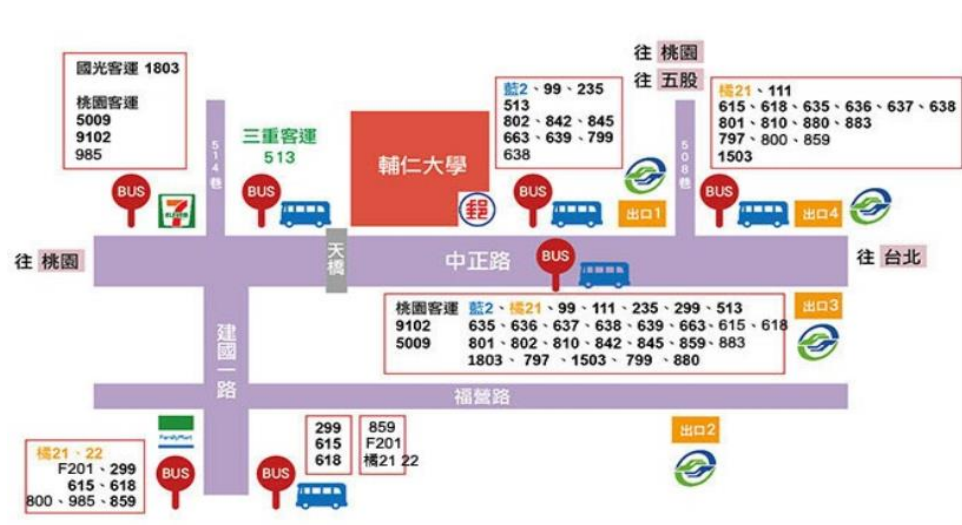 國光客運 1803
桃園客運
5009
9102
985
BUS
7
ELEVEN
514巷
三重客運
513
BUS
輔仁大學
郵
藍2、99、235
513
802、842、845
663、639、799
638
BUS
出口1
往 桃園
往 五股
508巷
橘21、111
615、618、635、636、637、638
801、810、880、883
797、800、859
1503
BUS
出口4
往 桃園
天橋
中正路
BUS
往 台北
桃園客運
9102
5009
藍2、橘21、99、111、235、299、513
635、636、637、638、639、663、615、618
801、802、810、842、845、859、883
1803、797、1503、799、880
出口3
建國一路
福營路
FamilyMart
橘21、22
F201、299
615、618
800、985、859
BUS
BUS
299
615
618
859
F201
橘21 22
出口2